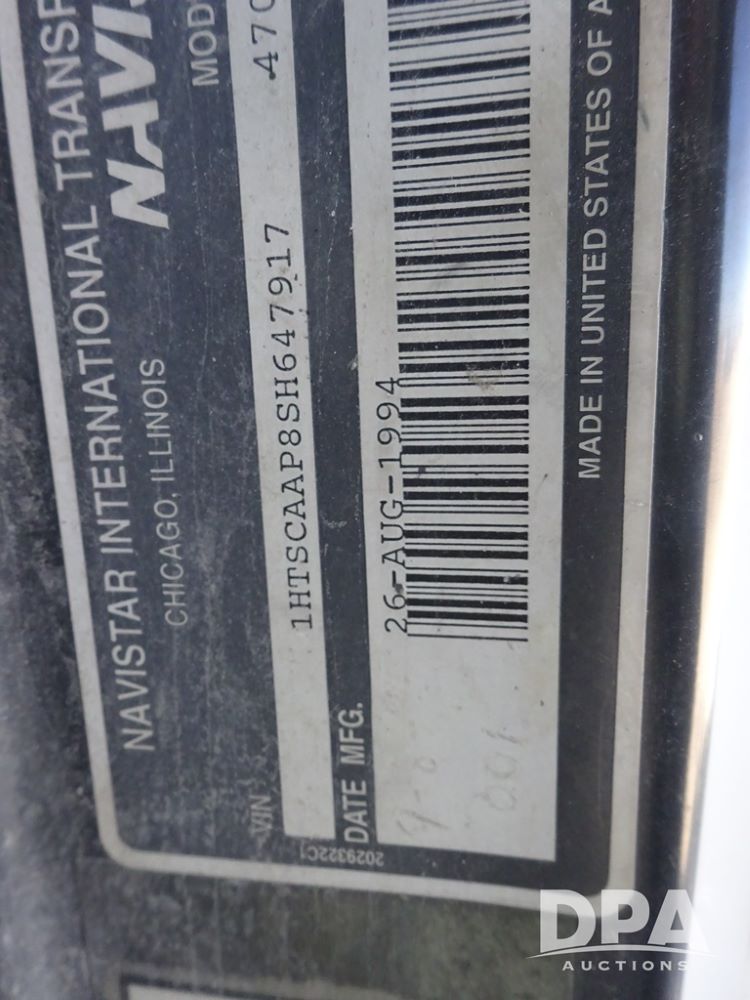 NAVISTAR INTERNATIONAL TRANSP
CHICAGO, ILLINOIS NAVIS
MOD
VIN 1HTSCAAP8SH647917 470
DATE MFG. 26-AUG-1994
MADE IN UNITED STATES OF A
2029322C1
DPA
AUCTIONS